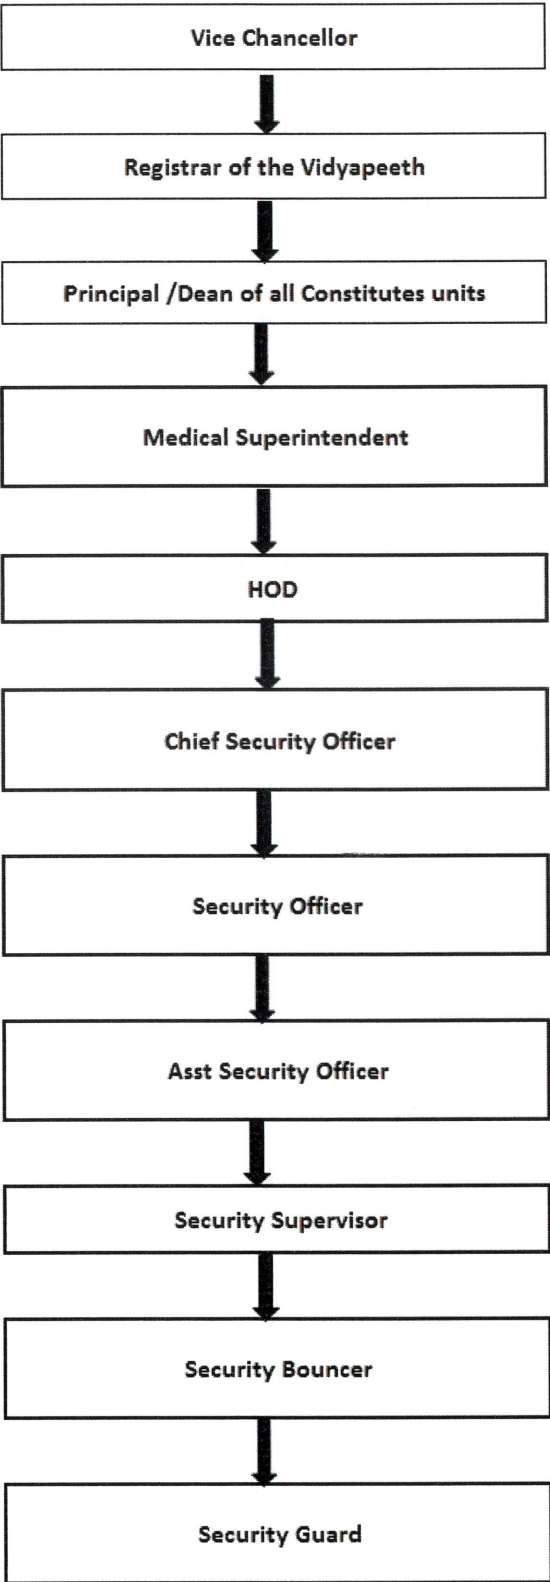 Vice Chancellor
Registrar of the Vidyapeeth
Principal /Dean of all Constitutes units
Medical Superintendent
HOD
Chief Security Officer
Security Officer
Asst Security Officer
Security Supervisor
Security Bouncer
Security Guard